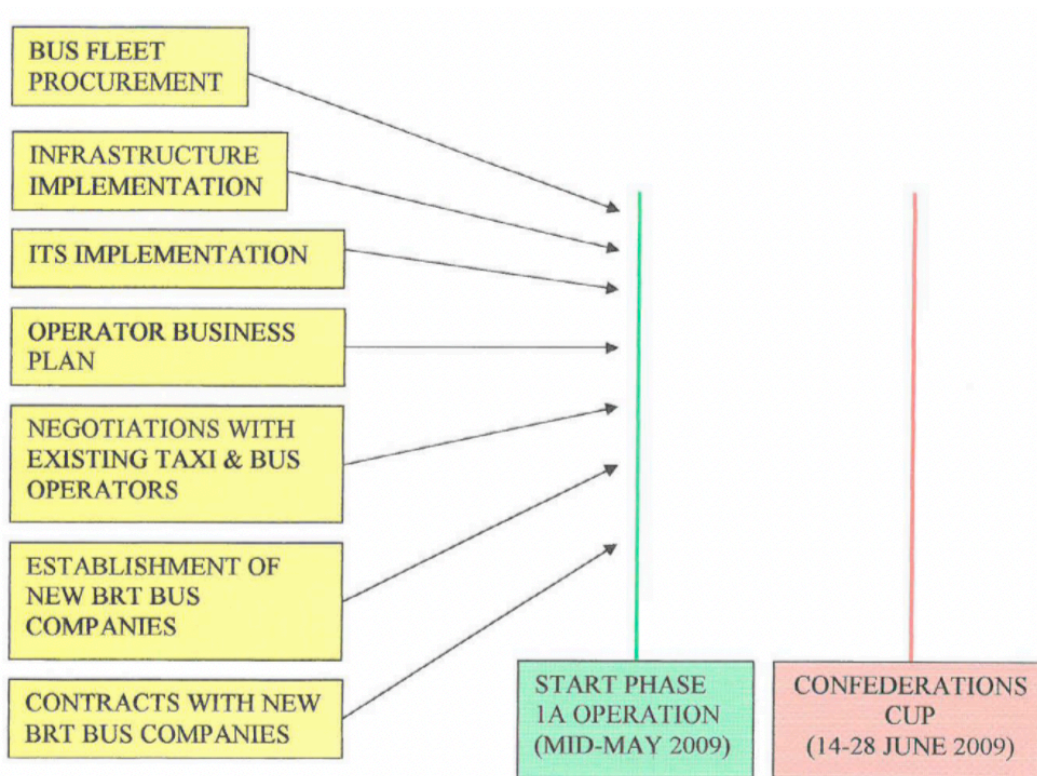 BUS FLEET
PROCUREMENT
INFRASTRUCTURE
IMPLEMENTATION
ITS IMPLEMENTATION
OPERATOR BUSINESS
PLAN
NEGOTIATIONS WITH
EXISTING TAXI & BUS
OPERATORS
ESTABLISHMENT OF
NEW BRT BUS
COMPANIES
CONTRACTS WITH NEW
BRT BUS COMPANIES
START PHASE
1A OPERATION
(MID-MAY 2009)
CONFEDERATIONS
CUP
(14-28 JUNE 2009)